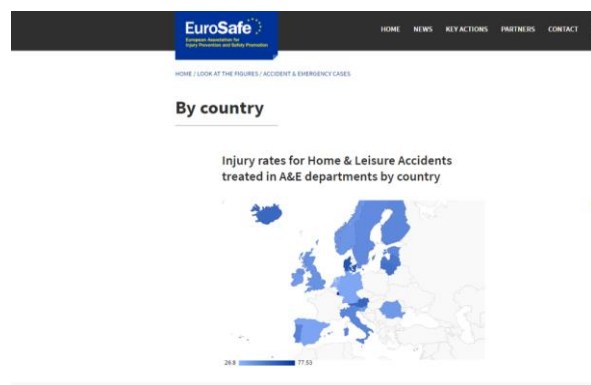 EuroSafe
European Association for
Injury Prevention and Safety Promotion
HOME NEWS KEY ACTIONS PARTNERS CONTACT
HOME / LOOK AT THE FIGURES / ACCIDENT & EMERGENCY CASES
By country
Injury rates for Home & Leisure Accidents
treated in A&E departments by country
26.8 77.53